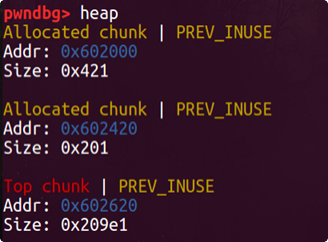 pwndbg> heap
Allocated chunk | PREV_INUSE
Addr: 0x602000
Size: 0x421
Allocated chunk | PREV_INUSE
Addr: 0x602420
Size: 0x201
Top chunk | PREV_INUSE
Addr: 0x602620
Size: 0x209e1